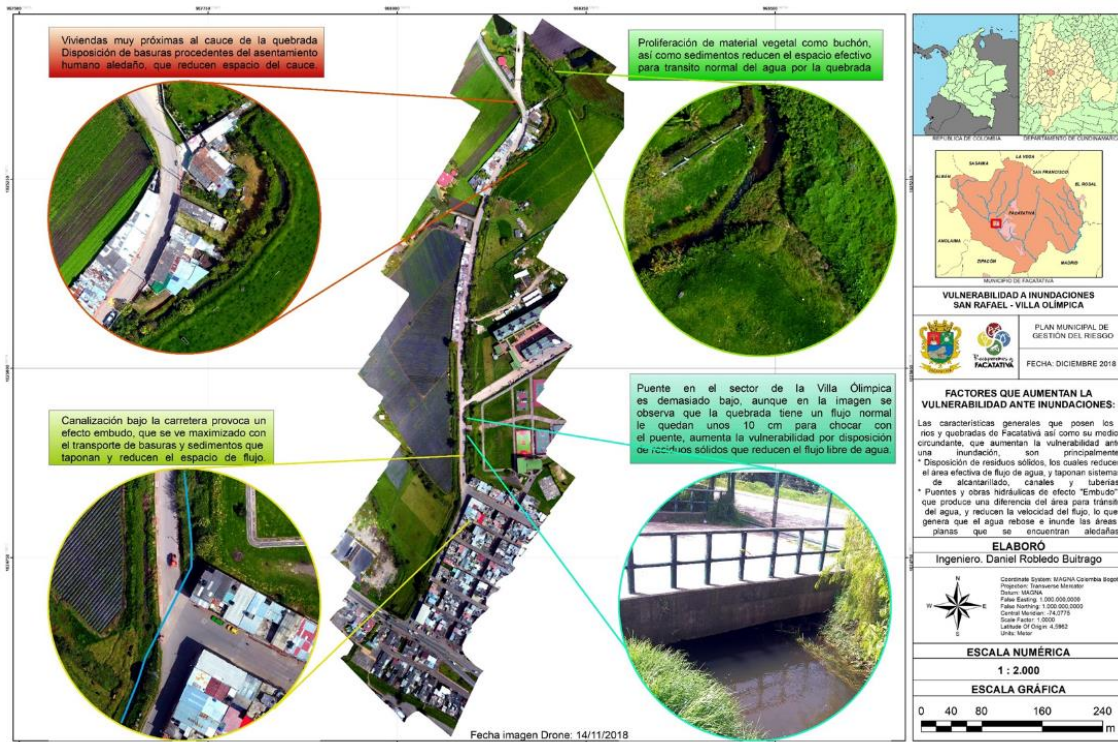 Viviendas muy próximas al cauce de la quebrada
Disposición de basuras procedentes del asentamiento
humano aledaño, que reducen espacio del cauce.
Proliferación de material vegetal como buchón,
así como sedimentos reducen el espacio efectivo
para transito normal del agua por la quebrada
Canalización bajo la carretera provoca un
efecto embudo, que se ve maximizado con
el transporte de basuras y sedimentos que
taponan y reducen el espacio de flujo.
Puente en el sector de la Villa Ólimpica
es demasiado bajo, aunque en la imagen se
observa que la quebrada tiene un flujo normal
le quedan unos 10 cm para chocar con
el puente, aumenta la vulnerabilidad por disposición
de residuos sólidos que reducen el flujo libre de agua.
Fecha imagen Drone: 14/11/2018
REPUBLICA DE COLOMBIA
DEPARTAMENTO DE CUNDINAMARCA
SASAIMA
LA VEGA
SAN FRANCISCO
ALBÁN
EL ROSAL
FACATATIVÁ
ANOLAIMA
ZIPACÓN
MADRID
MUNICIPIO DE FACATATIVA
VULNERABILIDAD A INUNDACIONES
SAN RAFAEL - VILLA OLÍMPICA
FACATATIVÁ
PLAN MUNICIPAL DE
GESTIÓN DEL RIESGO
FECHA: DICIEMBRE 2018
FACTORES QUE AUMENTAN LA
VULNERABILIDAD ANTE INUNDACIONES:
Las características generales que posen los
rios y quebradas de Facatativá así como su medio
circundante, que aumentan la vulnerabilidad ante
una inundación, son principalmente
* Disposición de residuos sólidos, los cuales reducen
el área efectiva de flujo de agua, y taponan sistemas
de alcantarillado, canales y tuberias
* Puentes y obras hidráulicas de efecto "Embudo"
que produce una diferencia del área para tránsito
del agua, y reducen la velocidad del flujo, lo que
genera que el agua rebose e inunde las áreas
planas que se encuentran aledañas
ELABORÓ
Ingeniero. Daniel Robledo Buitrago
N
W
E
S
Coordinate System: MAGNA Colombia Bogota
Projection: Transverse Mercator
Datum: MAGNA
False Easting: 1.000.000,0000
False Northing: 1.000.000,0000
Central Meridian: -74,0775
Scale Factor: 1,0000
Latitude Of Origin: 4,5962
Units: Meter
ESCALA NUMÉRICA
1 : 2.000
ESCALA GRÁFICA
0 40 80 160 240
m